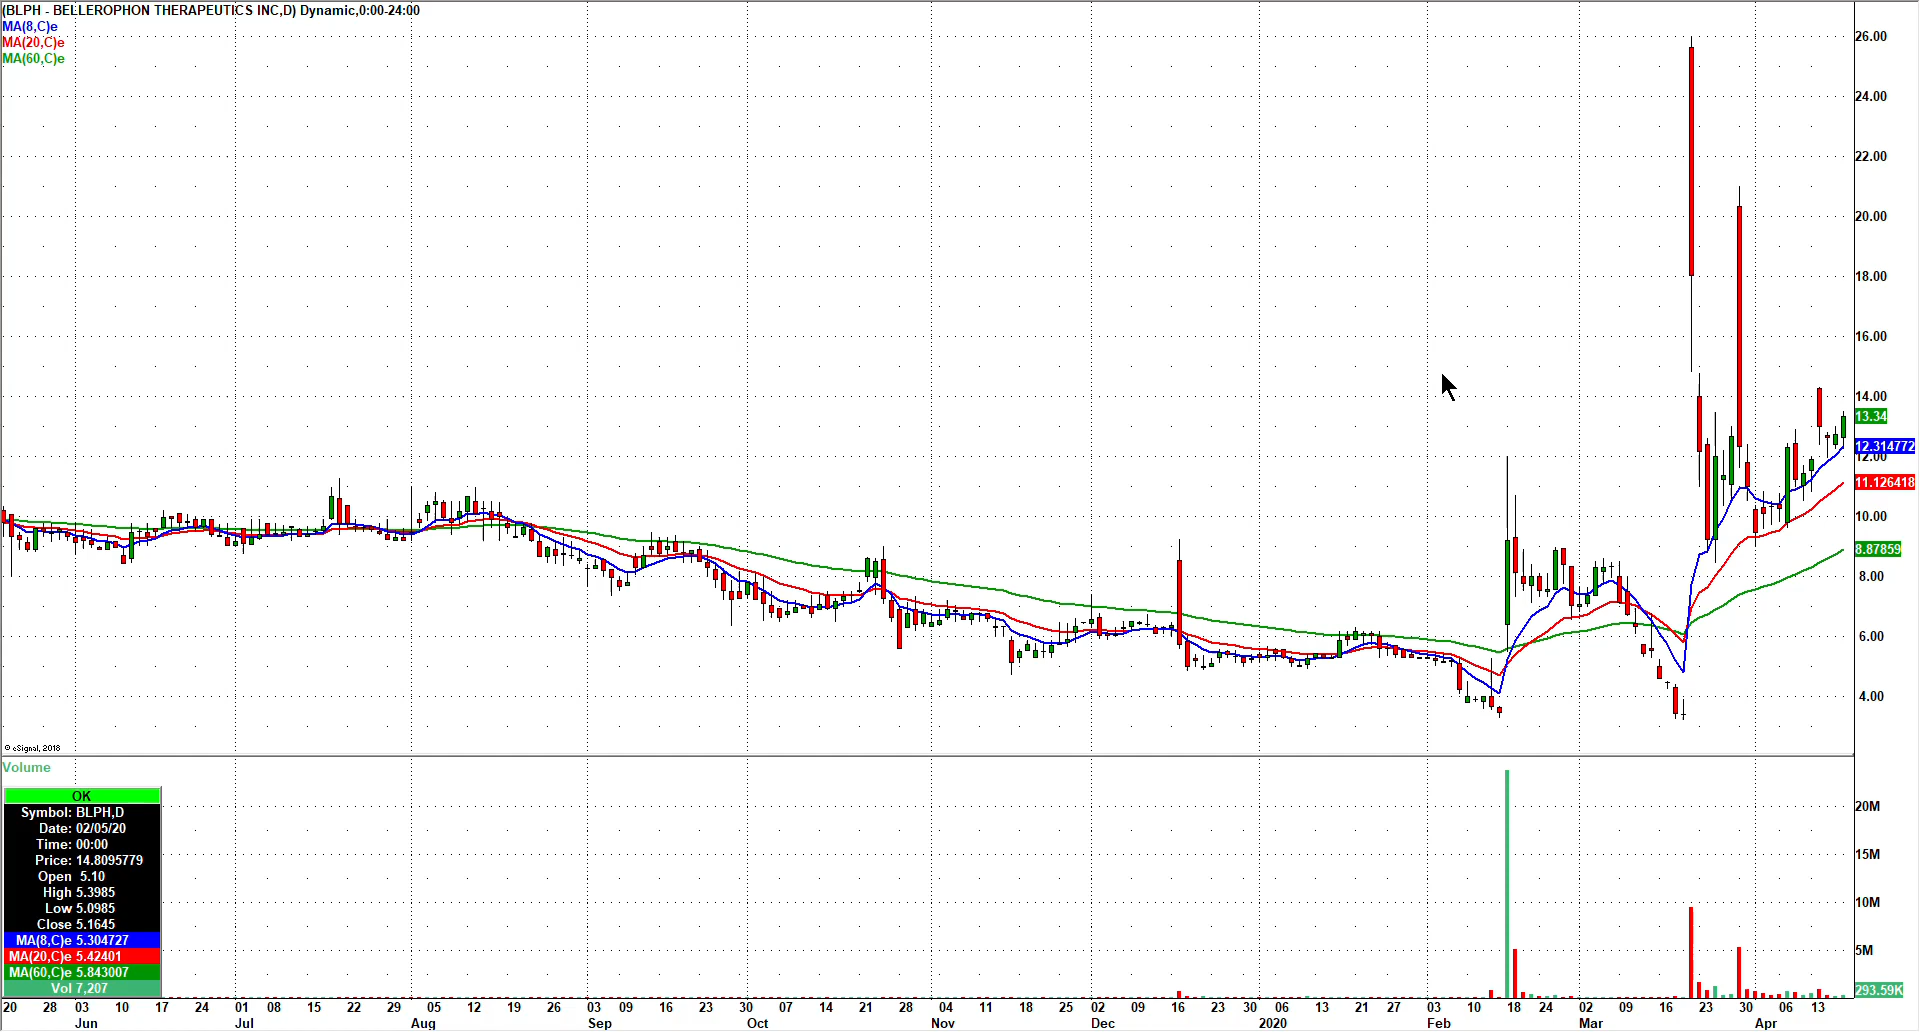 (BLPH - BELLEROPHON THERAPEUTICS INC,D) Dynamic,0:00-24:00
MA(8,C)e
MA(20,C)e
MA(60,C)e
26.00
24.00
22.00
20.00
18.00
16.00
14.00
13.34
12.314772
12.00
11.126418
10.00
8.87859
8.00
6.00
4.00
© eSignal, 2018
Volume
OK
Symbol: BLPH,D
Date: 02/05/20
Time: 00:00
Price: 14.8095779
Open 5.10
High 5.3985
Low 5.0985
Close 5.1645
MA(8,C)e 5.304727
MA(20,C)e 5.42401
MA(60,C)e 5.843007
Vol 7,207
20M
15M
10M
5M
293.59K
20 28 03 10 17 24 01 08 15 22 29 05 12 19 26 03 09 16 23 30 07 14 21 28 04 11 18 25 02 09 16 23 30 06 13 21 27 03 10 18 24 02 09 16 23 30 06 13
Jun Jul Aug Sep Oct Nov Dec 2020 Feb Mar Apr